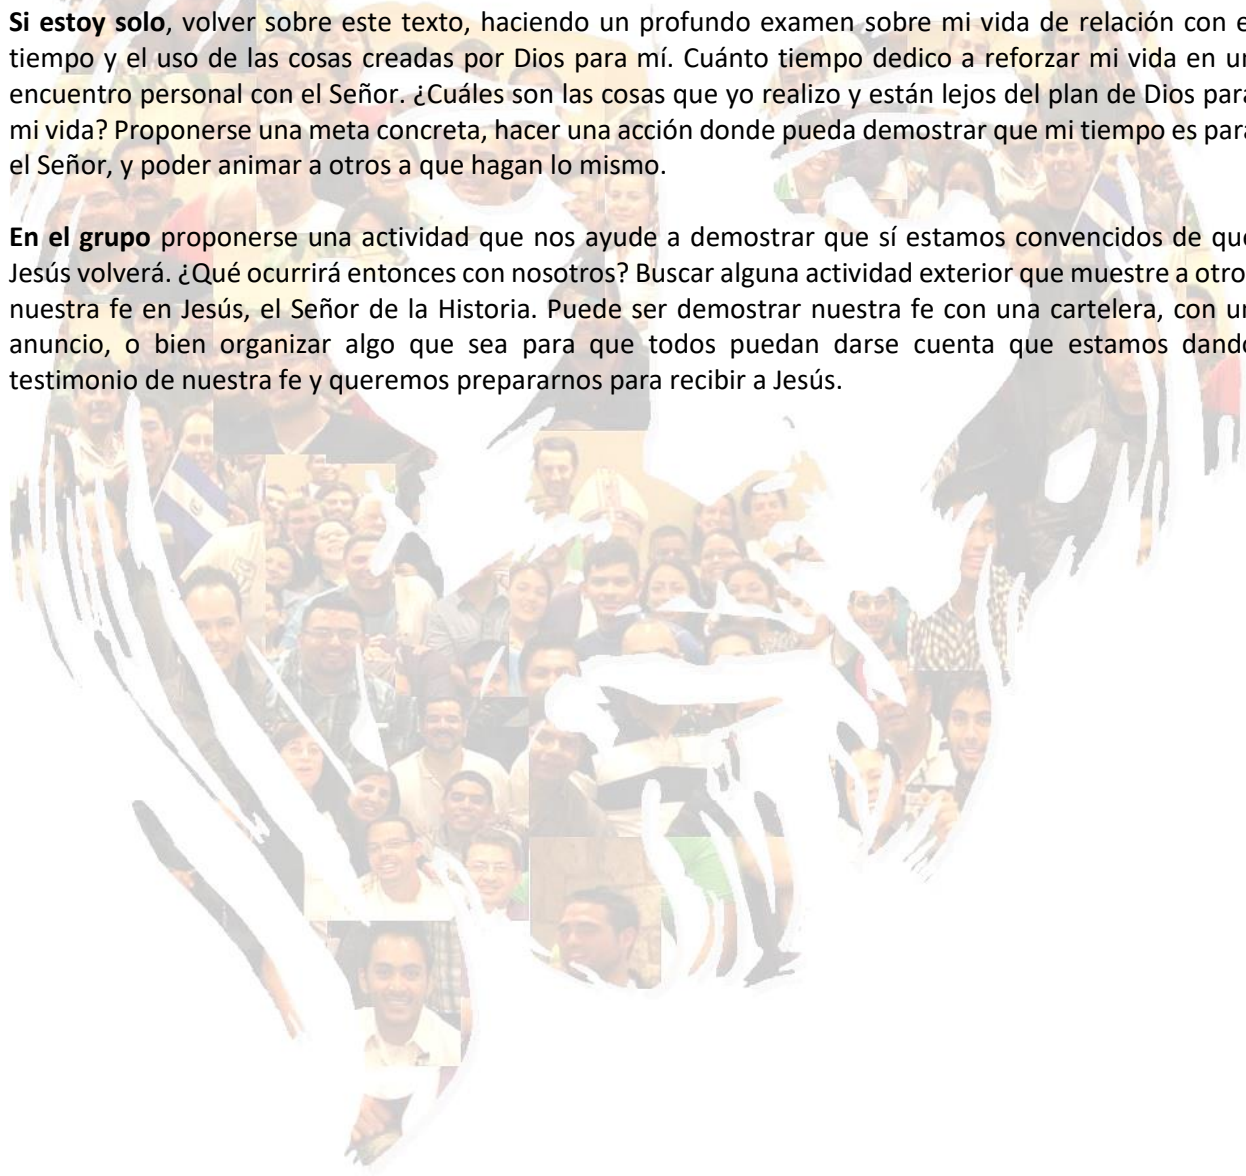 Si estoy solo, volver sobre este texto, haciendo un profundo examen sobre mi vida de relación con e
tiempo y el uso de las cosas creadas por Dios para mí. Cuánto tiempo dedico a reforzar mi vida en un
encuentro personal con el Señor. ¿Cuáles son las cosas que yo realizo y están lejos del plan de Dios para
mi vida? Proponerse una meta concreta, hacer una acción donde pueda demostrar que mi tiempo es para
el Señor, y poder animar a otros a que hagan lo mismo.
En el grupo proponerse una actividad que nos ayude a demostrar que sí estamos convencidos de que
Jesús volverá. ¿Qué ocurrirá entonces con nosotros? Buscar alguna actividad exterior que muestre a otro
nuestra fe en Jesús, el Señor de la Historia. Puede ser demostrar nuestra fe con una cartelera, con un
anuncio, o bien organizar algo que sea para que todos puedan darse cuenta que estamos dando
testimonio de nuestra fe y queremos prepararnos para recibir a Jesús.